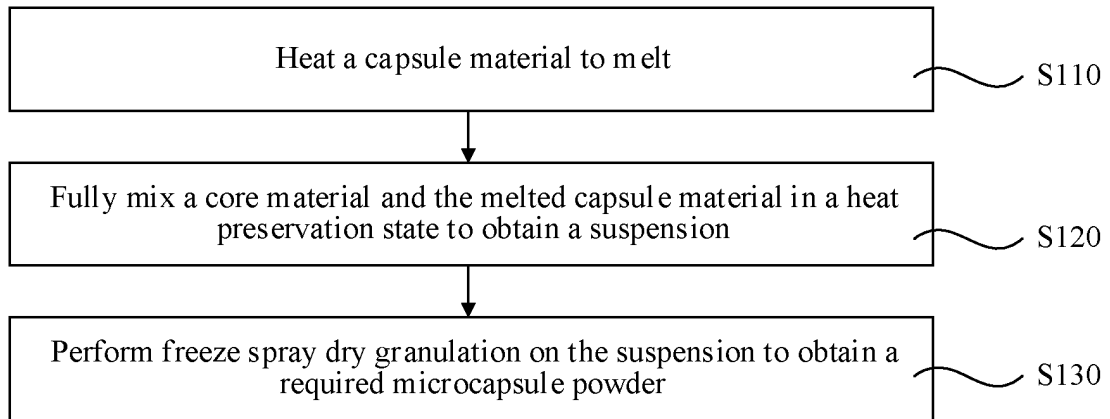 Heat a capsule material to melt
S110
Fully mix a core material and the melted capsule material in a heat
preservation state to obtain a suspension
S120
Perform freeze spray dry granulation on the suspension to obtain a
required microcapsule powder
S130